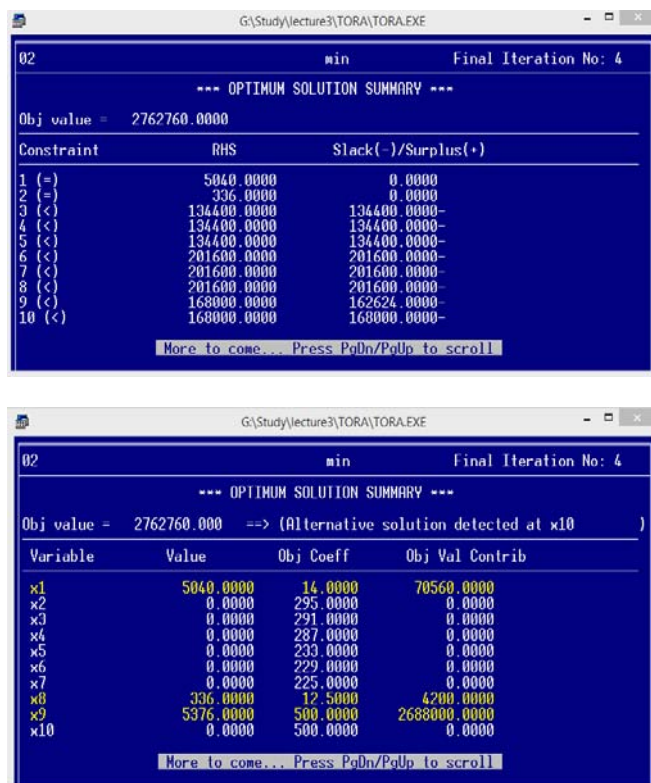 G:\Study\lecture3\TORA\TORA.EXE
02 min Final Iteration No: 4
*** OPTIMUM SOLUTION SUMMARY ***
Obj value = 2762760.0000
Constraint RHS Slack(-)/Surplus(+)
1 (=) 5040.0000 0.0000
2 (=) 336.0000 0.0000
3 (<) 134400.0000 134400.0000-
4 (<) 134400.0000 134400.0000-
5 (<) 134400.0000 134400.0000-
6 (<) 201600.0000 201600.0000-
7 (<) 201600.0000 201600.0000-
8 (<) 201600.0000 201600.0000-
9 (<) 168000.0000 162624.0000-
10 (<) 168000.0000 168000.0000-
More to come... Press PgDn/PgUp to scroll
G:\Study\lecture3\TORA\TORA.EXE
02 min Final Iteration No: 4
*** OPTIMUM SOLUTION SUMMARY ***
Obj value = 2762760.000 ==> (Alternative solution detected at x10 )
Variable Value Obj Coeff Obj Val Contrib
x1 5040.0000 14.0000 70560.0000
x2 0.0000 295.0000 0.0000
x3 0.0000 291.0000 0.0000
x4 0.0000 287.0000 0.0000
x5 0.0000 233.0000 0.0000
x6 0.0000 229.0000 0.0000
x7 0.0000 225.0000 0.0000
x8 336.0000 12.5000 4200.0000
x9 5376.0000 500.0000 2688000.0000
x10 0.0000 500.0000 0.0000
More to come... Press PgDn/PgUp to scroll